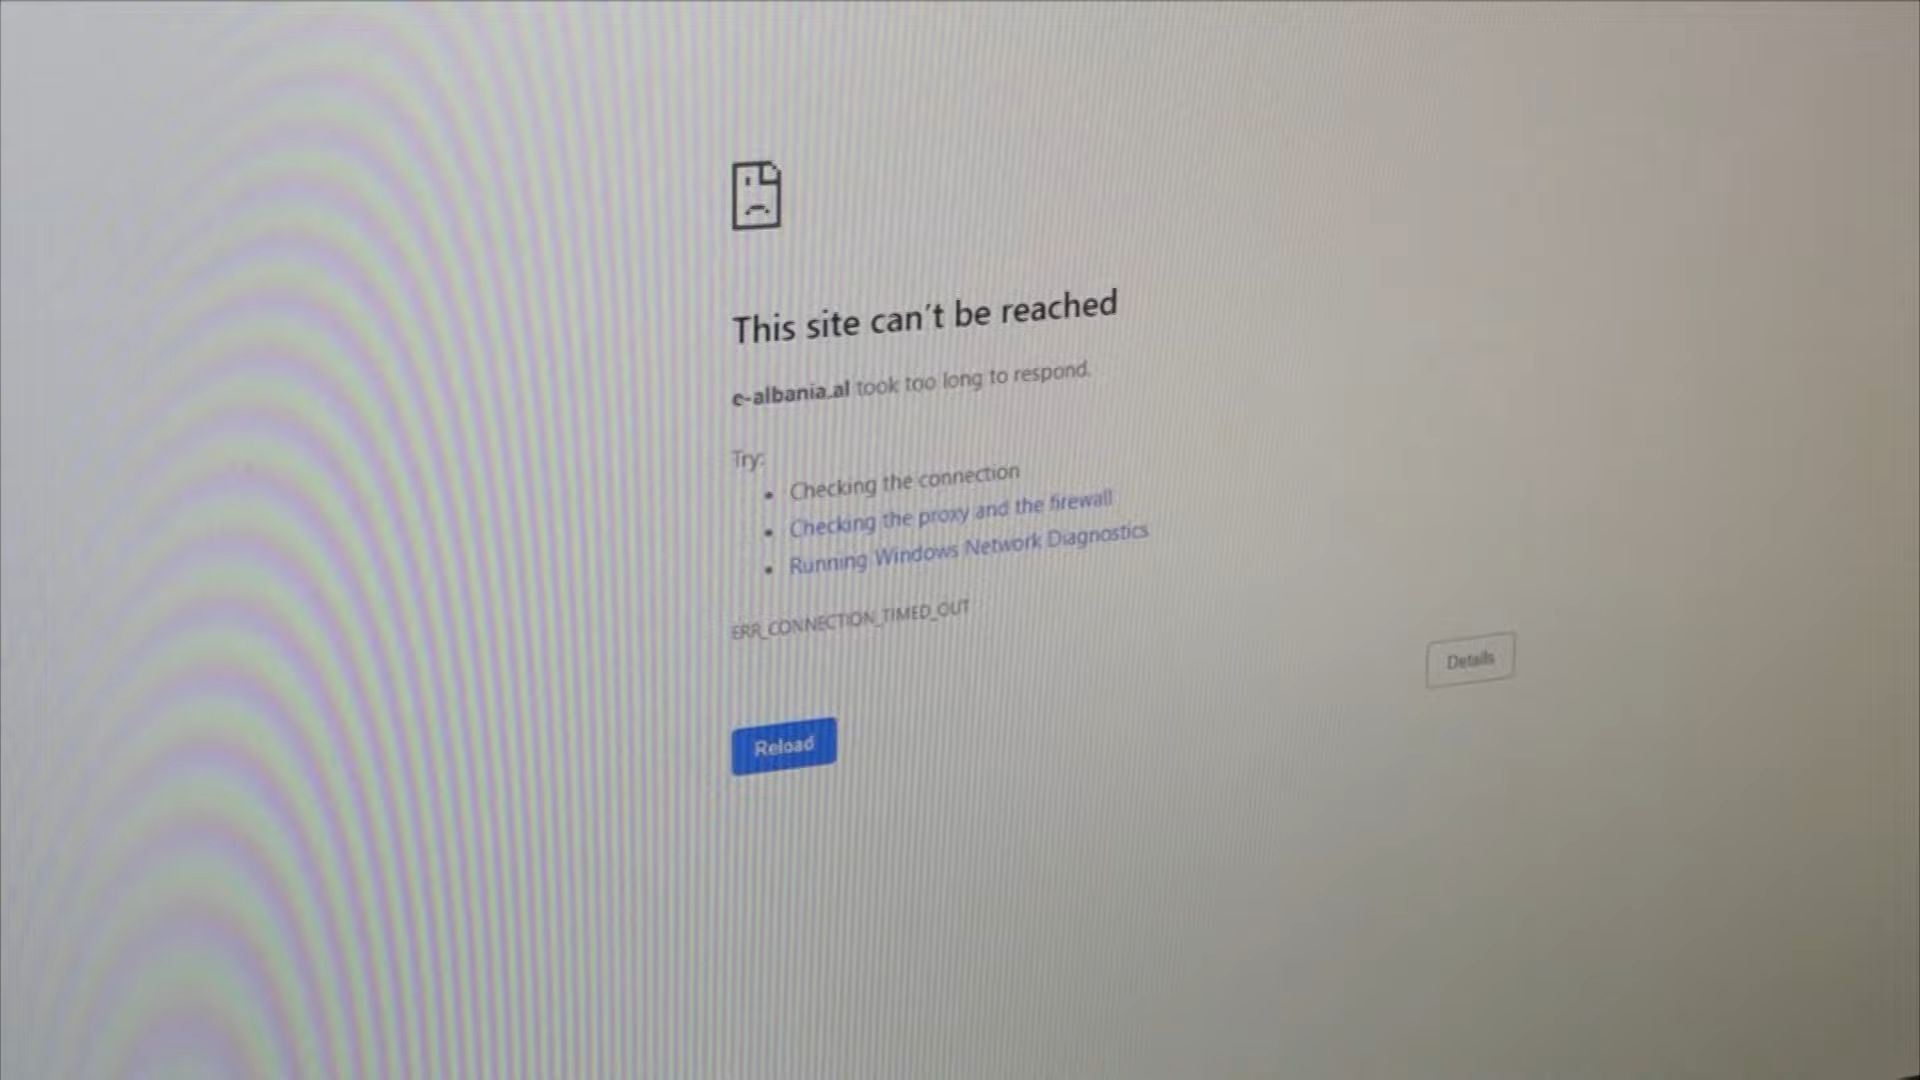 This site can't be reached
e-albania.al took too long to respond.
Try:
• Checking the connection
• Checking the proxy and the firewall
• Running Windows Network Diagnostics
ERR_CONNECTION_TIMED_OUT
Details
Reload